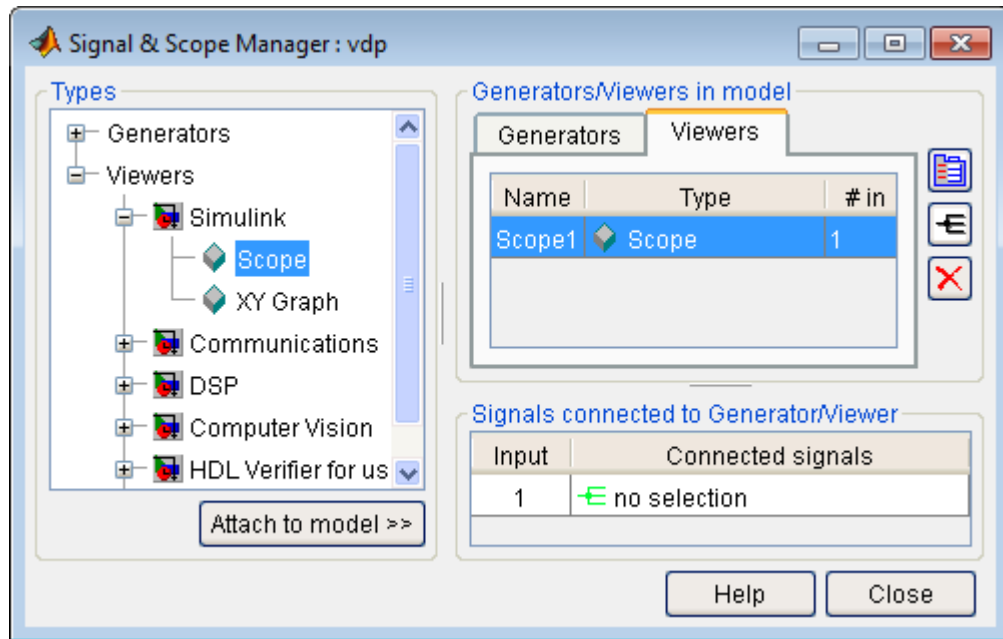 Signal & Scope Manager : vdp
Types
Generators
Viewers
Simulink
Scope
XY Graph
Communications
DSP
Computer Vision
HDL Verifier for us
Attach to model >>
Generators/Viewers in model
Generators Viewers
Name Type # in
Scope1 Scope 1
Signals connected to Generator/Viewer
Input Connected signals
1 no selection
Help Close